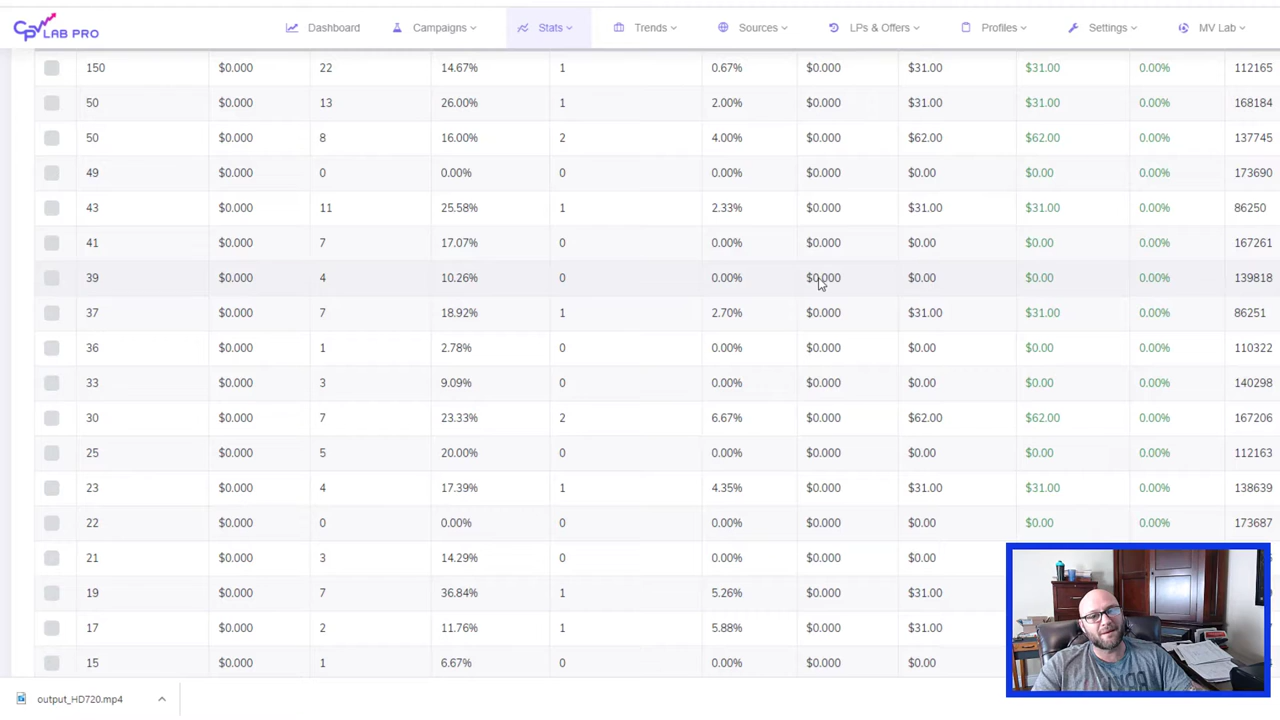 CPV LAB PRO
Dashboard Campaigns Stats Trends Sources LPs & Offers Profiles Settings MV Lab
150 $0.000 22 14.67% 1 0.67% $0.000 $31.00 $31.00 0.00% 112165
50 $0.000 13 26.00% 1 2.00% $0.000 $31.00 $31.00 0.00% 168184
50 $0.000 8 16.00% 2 4.00% $0.000 $62.00 $62.00 0.00% 137745
49 $0.000 0 0.00% 0 0.00% $0.000 $0.00 $0.00 0.00% 173690
43 $0.000 11 25.58% 1 2.33% $0.000 $31.00 $31.00 0.00% 86250
41 $0.000 7 17.07% 0 0.00% $0.000 $0.00 $0.00 0.00% 167261
39 $0.000 4 10.26% 0 0.00% $0.000 $0.00 $0.00 0.00% 139818
37 $0.000 7 18.92% 1 2.70% $0.000 $31.00 $31.00 0.00% 86251
36 $0.000 1 2.78% 0 0.00% $0.000 $0.00 $0.00 0.00% 110322
33 $0.000 3 9.09% 0 0.00% $0.000 $0.00 $0.00 0.00% 140298
30 $0.000 7 23.33% 2 6.67% $0.000 $62.00 $62.00 0.00% 167206
25 $0.000 5 20.00% 0 0.00% $0.000 $0.00 $0.00 0.00% 112163
23 $0.000 4 17.39% 1 4.35% $0.000 $31.00 $31.00 0.00% 138639
22 $0.000 0 0.00% 0 0.00% $0.000 $0.00 $0.00 0.00% 173687
21 $0.000 3 14.29% 0 0.00% $0.000 $0.00
19 $0.000 7 36.84% 1 5.26% $0.000 $31.00
17 $0.000 2 11.76% 1 5.88% $0.000 $31.00
15 $0.000 1 6.67% 0 0.00% $0.000 $0.00
output_HD720.mp4